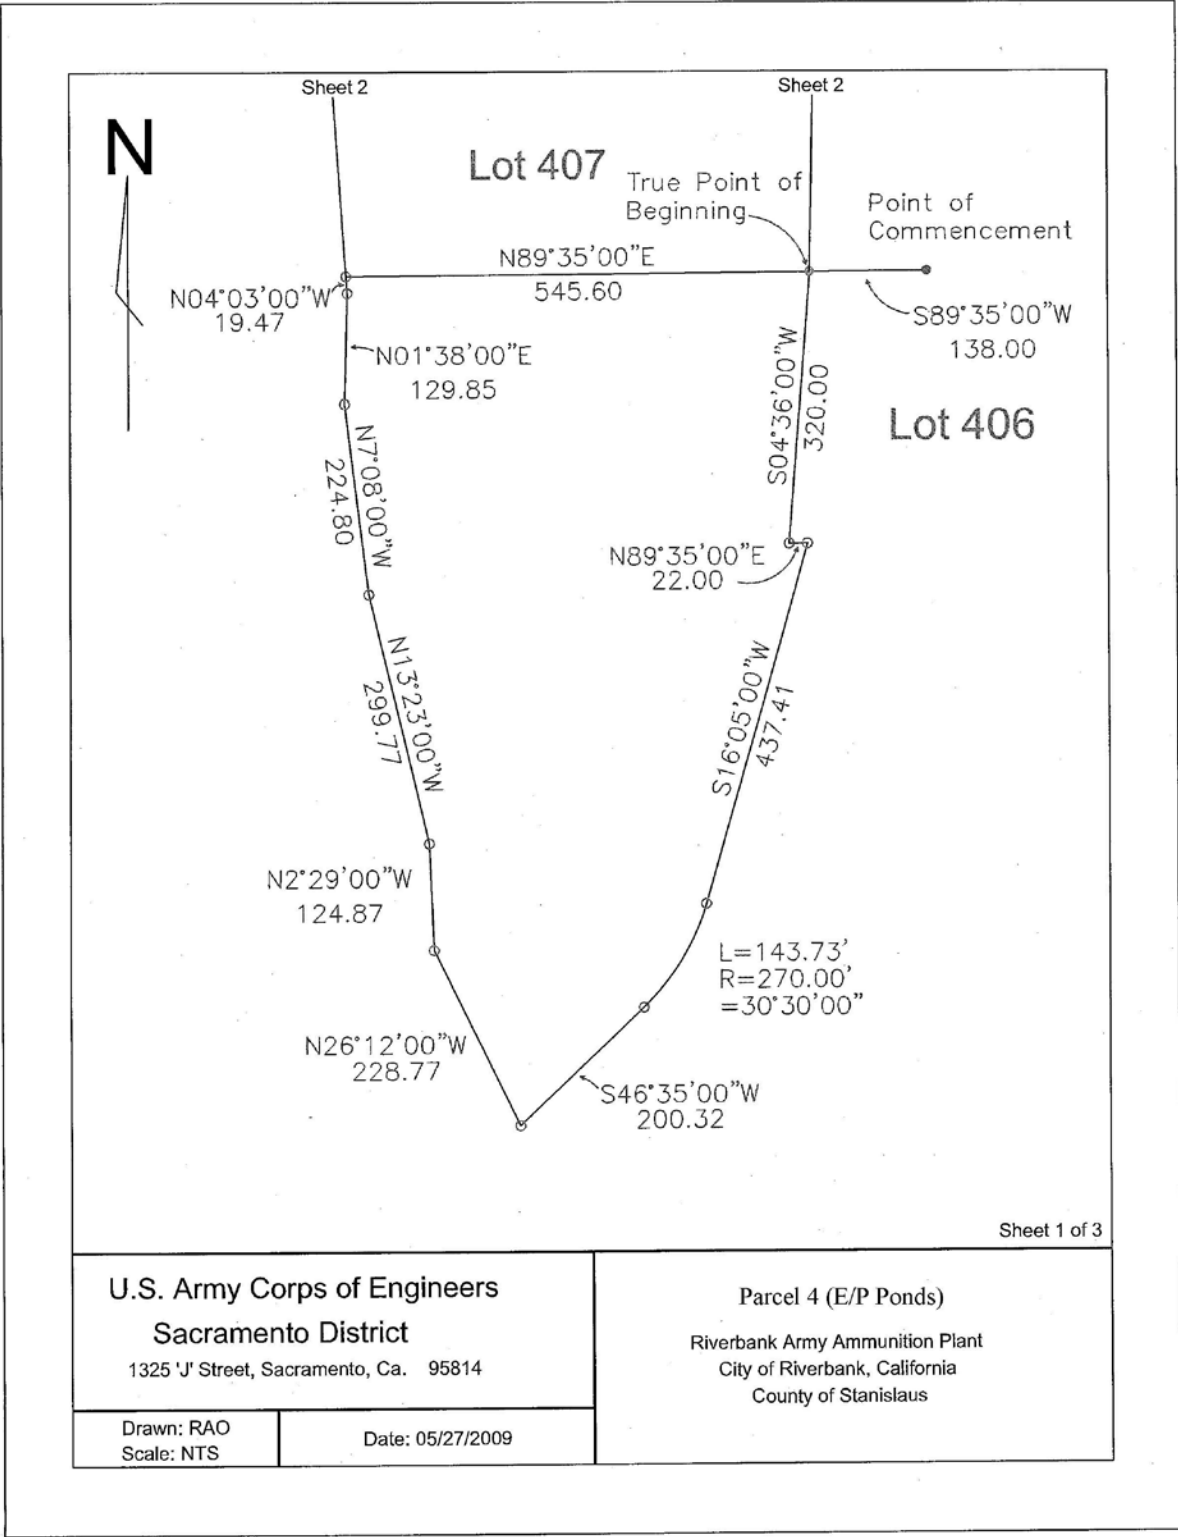 Sheet 2
Sheet 2
N
Lot 407
True Point of
Beginning
Point of
Commencement
N89°35'00"E
545.60
N04°03'00"W
19.47
S89°35'00"W
138.00
N01°38'00"E
129.85
S04°36'00"W
320.00
Lot 406
N7°08'00"W
224.80
N89°35'00"E
22.00
N13°23'00"W
299.77
S16°05'00"W
437.41
N2°29'00"W
124.87
L=143.73'
R=270.00'
=30°30'00"
N26°12'00"W
228.77
S46°35'00"W
200.32
Sheet 1 of 3
U.S. Army Corps of Engineers
Sacramento District
1325 'J' Street, Sacramento, Ca. 95814
Drawn: RAO
Scale: NTS
Date: 05/27/2009
Parcel 4 (E/P Ponds)
Riverbank Army Ammunition Plant
City of Riverbank, California
County of Stanislaus